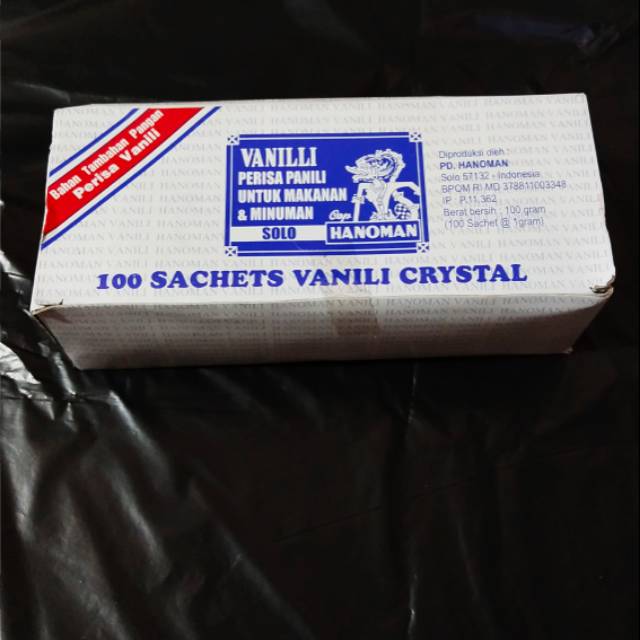 Bahan Tambahan Pangan
Perisa Vanili
VANILLI
PERISA PANILI
UNTUK MAKANAN
& MINUMAN
SOLO
Cap
HANOMAN
Diproduksi oleh :
PD. HANOMAN
Solo 57132 - Indonesia
BPOM RI MD 378811003348
IP : P.11.362
Berat bersih : 100 gram
(100 Sachet @ 1gram)
100 SACHETS VANILI CRYSTAL